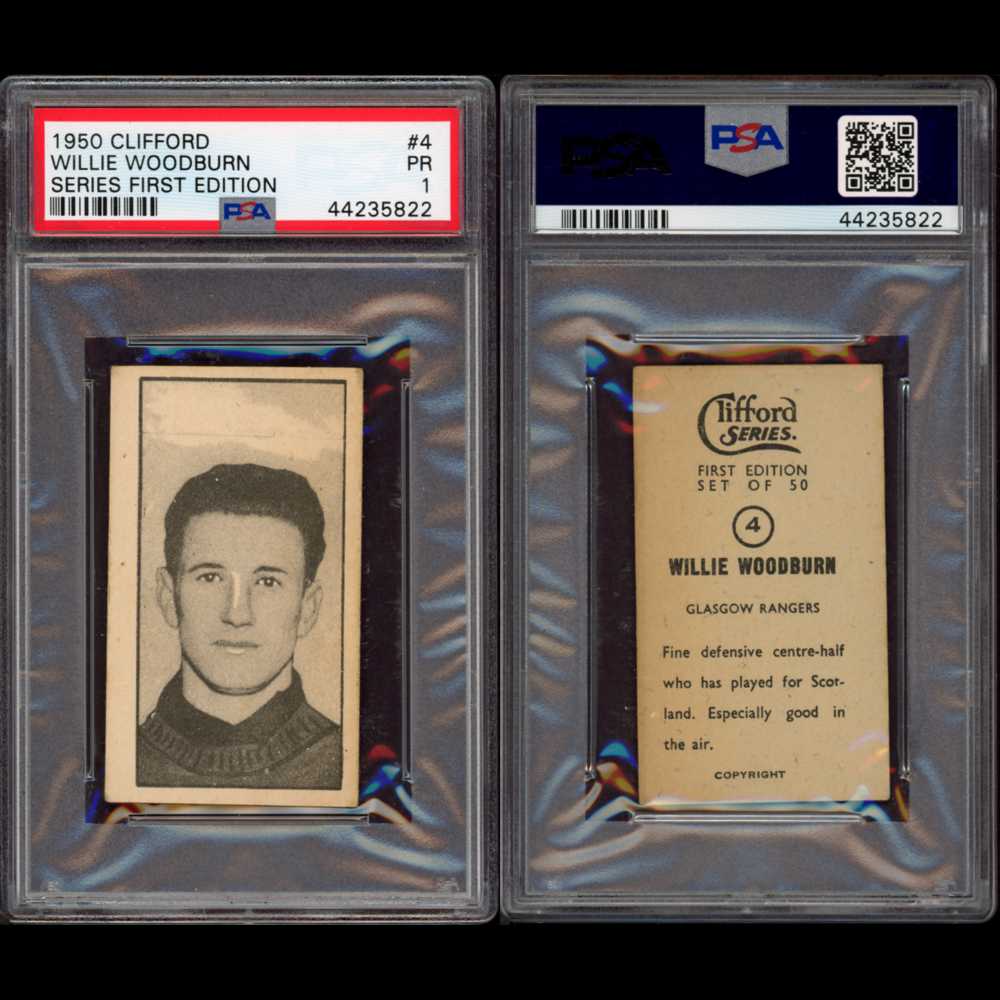 1950 CLIFFORD #4
WILLIE WOODBURN PR
SERIES FIRST EDITION 1
PSA 44235822
PSA PSA
44235822
Clifford
SERIES.
FIRST EDITION
SET OF 50
4
WILLIE WOODBURN
GLASGOW RANGERS
Fine defensive centre-half
who has played for Scot-
land. Especially good in
the air.
COPYRIGHT